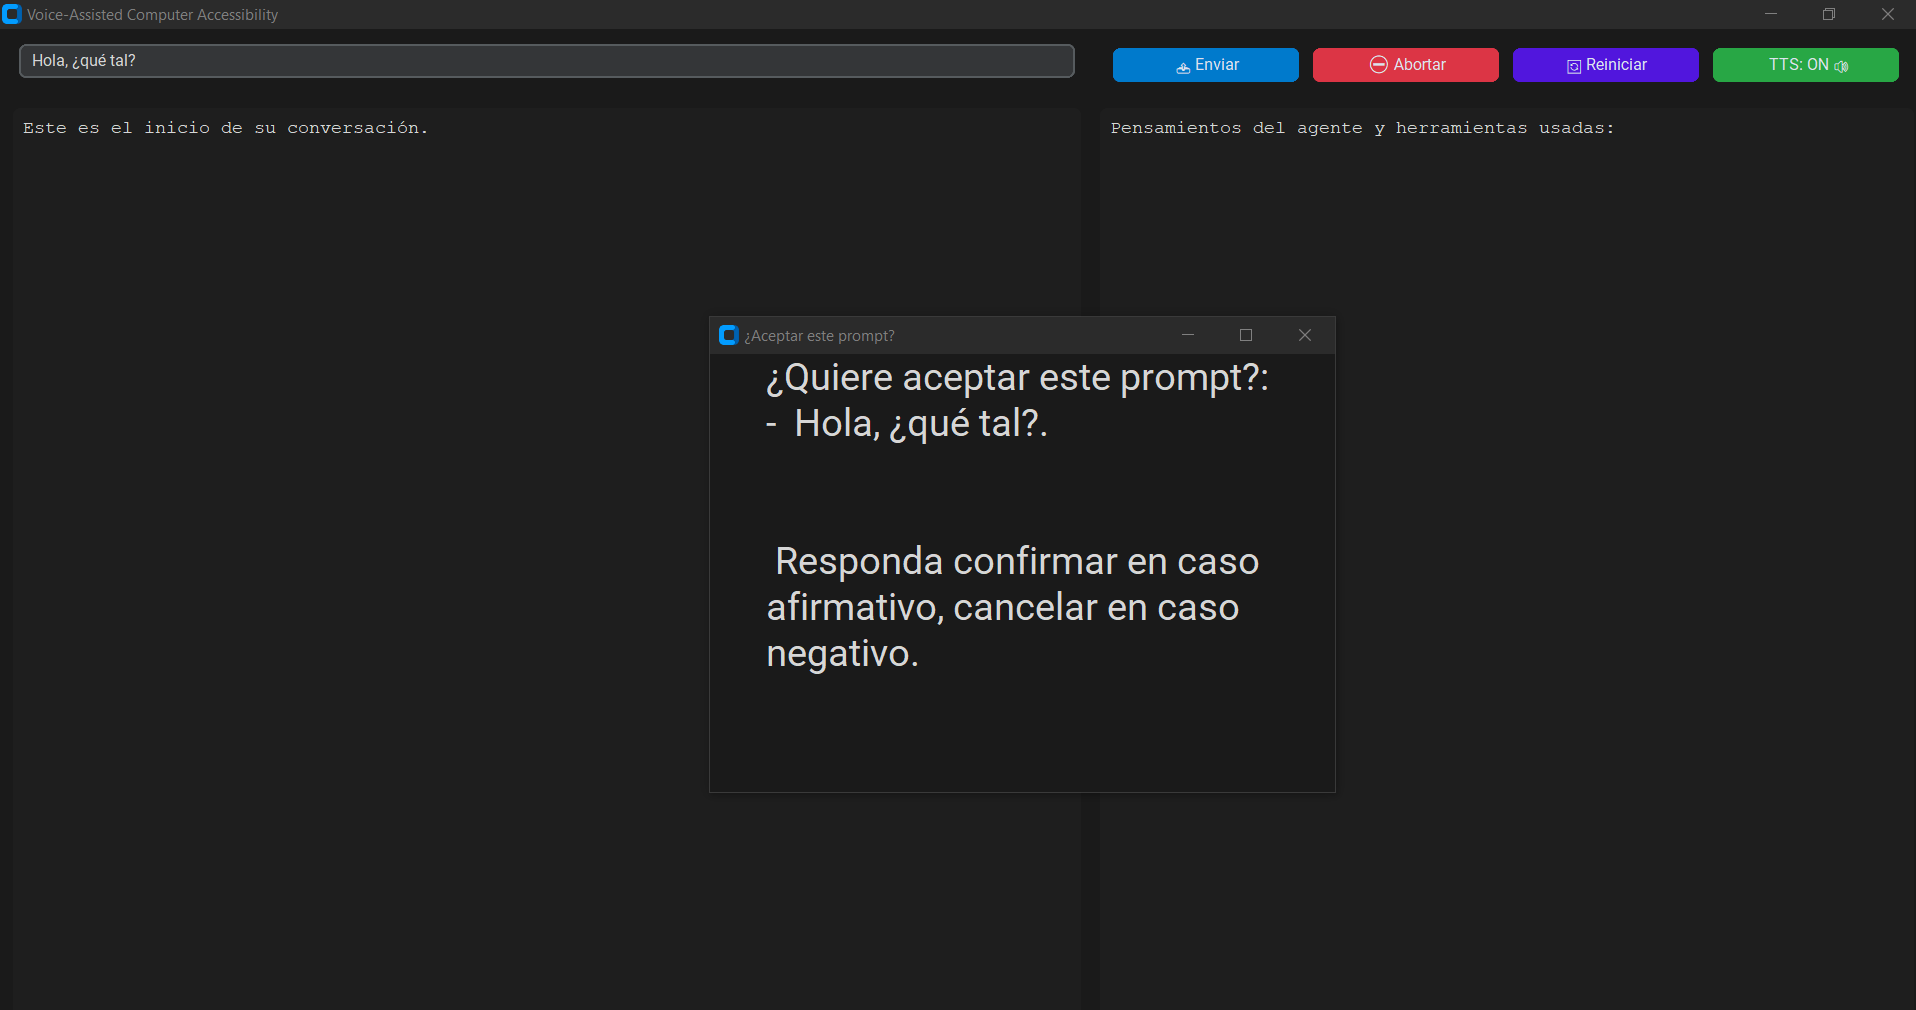 Voice-Assisted Computer Accessibility
Hola, ¿qué tal?
Enviar
Abortar
Reiniciar
TTS: ON
Este es el inicio de su conversación.
Pensamientos del agente y herramientas usadas:
¿Aceptar este prompt?
¿Quiere aceptar este prompt?:
- Hola, ¿qué tal?.
Responda confirmar en caso
afirmativo, cancelar en caso
negativo.